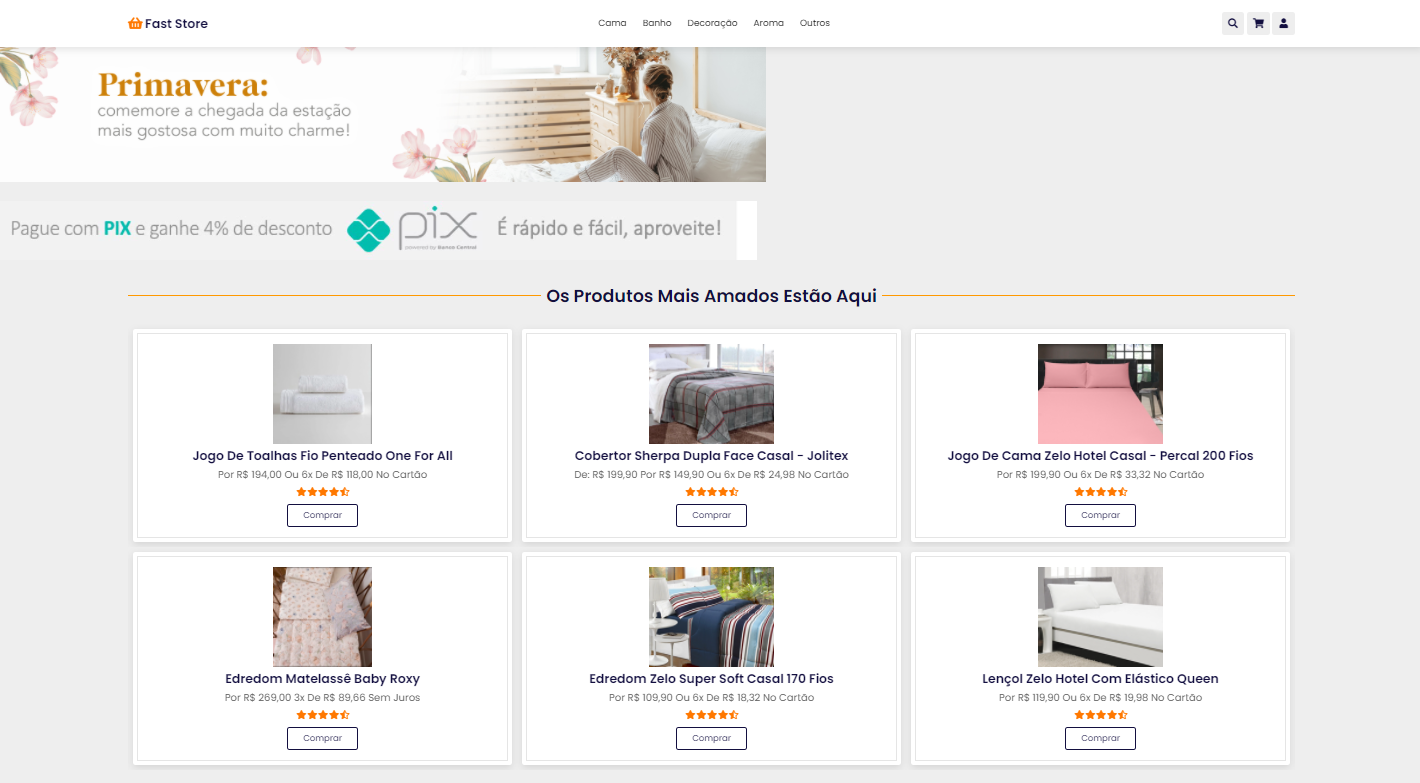 Fast Store
Cama Banho Decoração Aroma Outros
Primavera:
comemore a chegada da estação
mais gostosa com muito charme!
Pague com PIX e ganhe 4% de desconto pix É rápido e fácil, aproveite!
powered by Banco Central
Os Produtos Mais Amados Estão Aqui
Jogo De Toalhas Fio Penteado One For All
Por R$ 194,00 Ou 6x De R$ 118,00 No Cartão
Comprar
Cobertor Sherpa Dupla Face Casal - Jolitex
De: R$ 199,90 Por R$ 149,90 Ou 6x De R$ 24,98 No Cartão
Comprar
Jogo De Cama Zelo Hotel Casal - Percal 200 Fios
Por R$ 199,90 Ou 6x De R$ 33,32 No Cartão
Comprar
Edredom Matelassê Baby Roxy
Por R$ 269,00 3x De R$ 89,66 Sem Juros
Comprar
Edredom Zelo Super Soft Casal 170 Fios
Por R$ 109,90 Ou 6x De R$ 18,32 No Cartão
Comprar
Lençol Zelo Hotel Com Elástico Queen
Por R$ 119,90 Ou 6x De R$ 19,98 No Cartão
Comprar